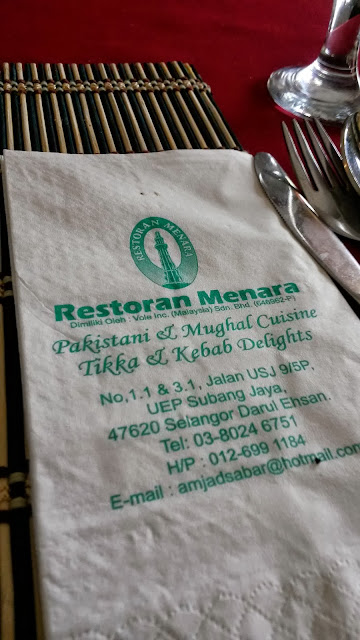 RESTORAN MENARA
Restoran Menara
Dimiliki Oleh : Vole Inc. (Malaysia) Sdn. Bhd. (648962-P)
Pakistani & Mughal Cuisine
Tikka & Kebab Delights
No,1.1 & 3.1, Jalan USJ 9/5P,
UEP Subang Jaya,
47620 Selangor Darul Ehsan.
Tel: 03-8024 6751
H/P : 012-699 1184
E-mail : amjadsabar@hotmail.com